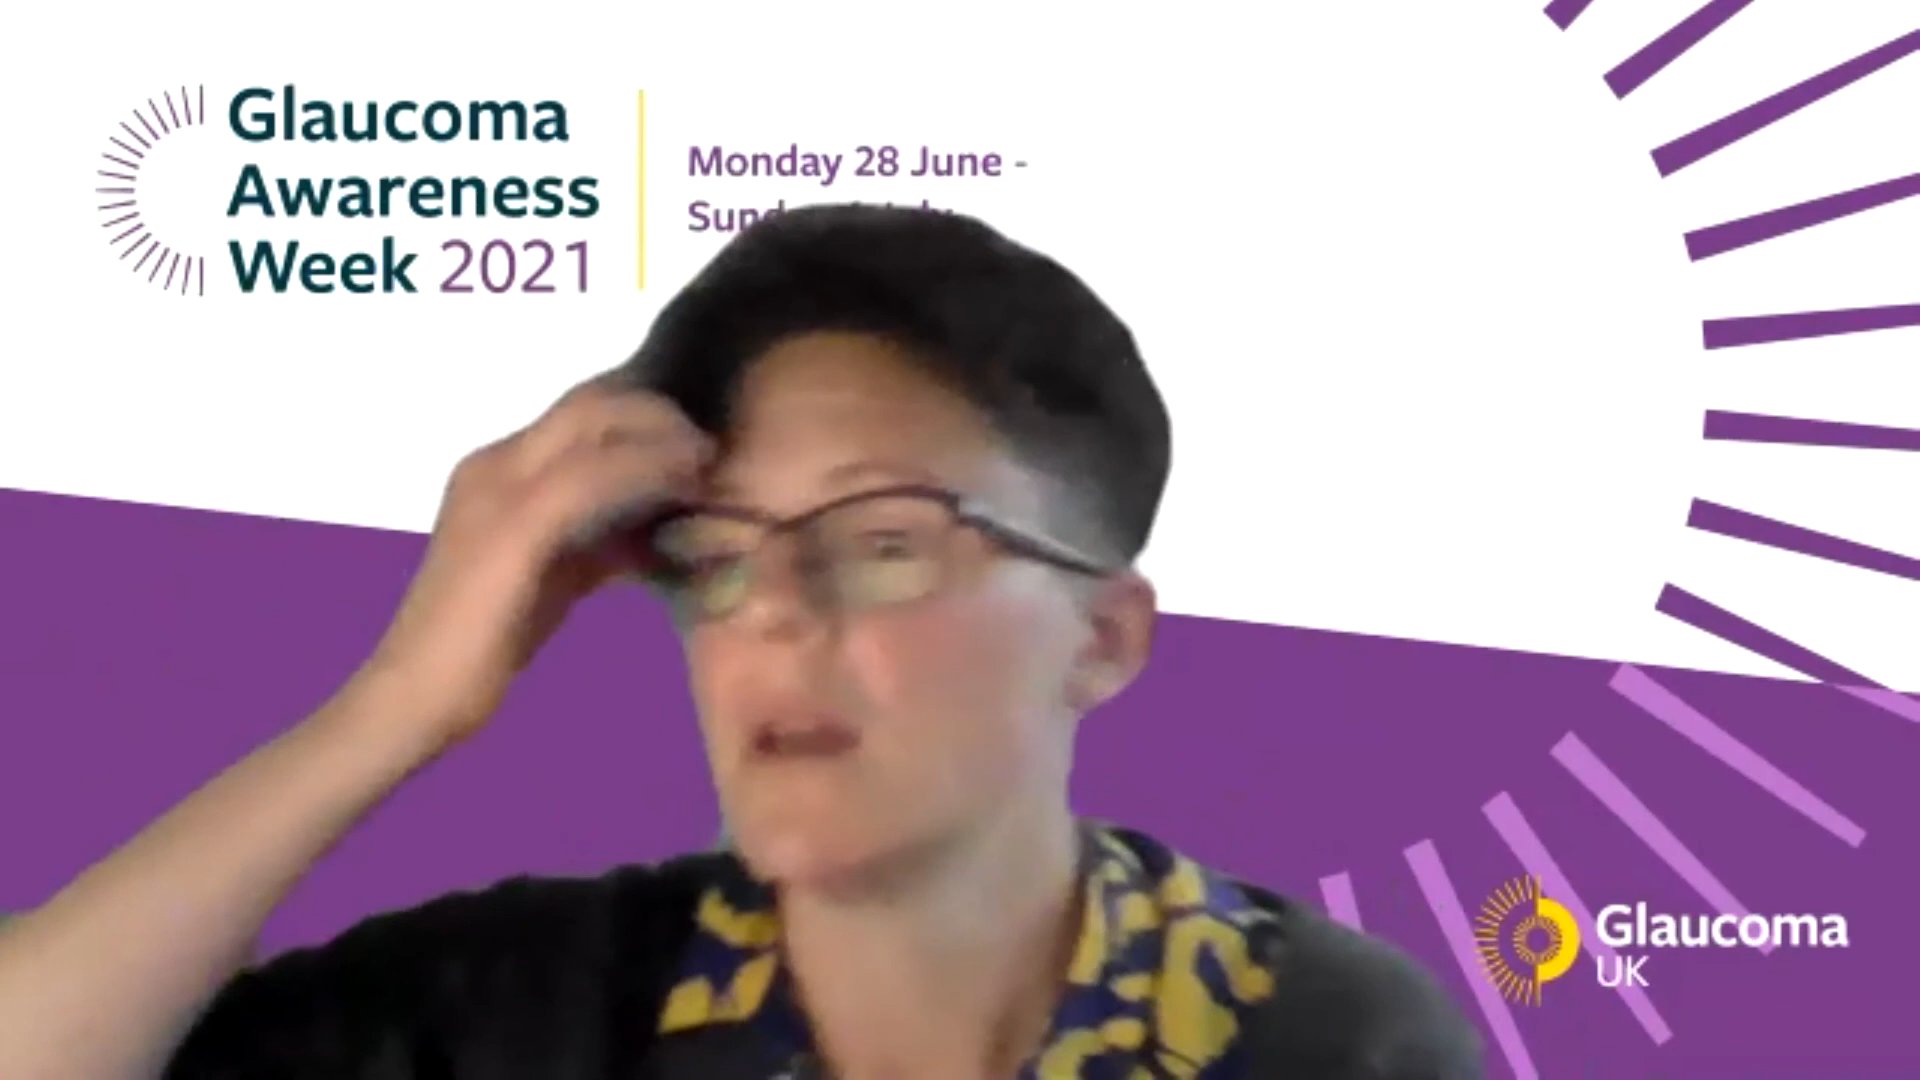 Glaucoma
Awareness
Week 2021
Monday 28 June -
Glaucoma
UK